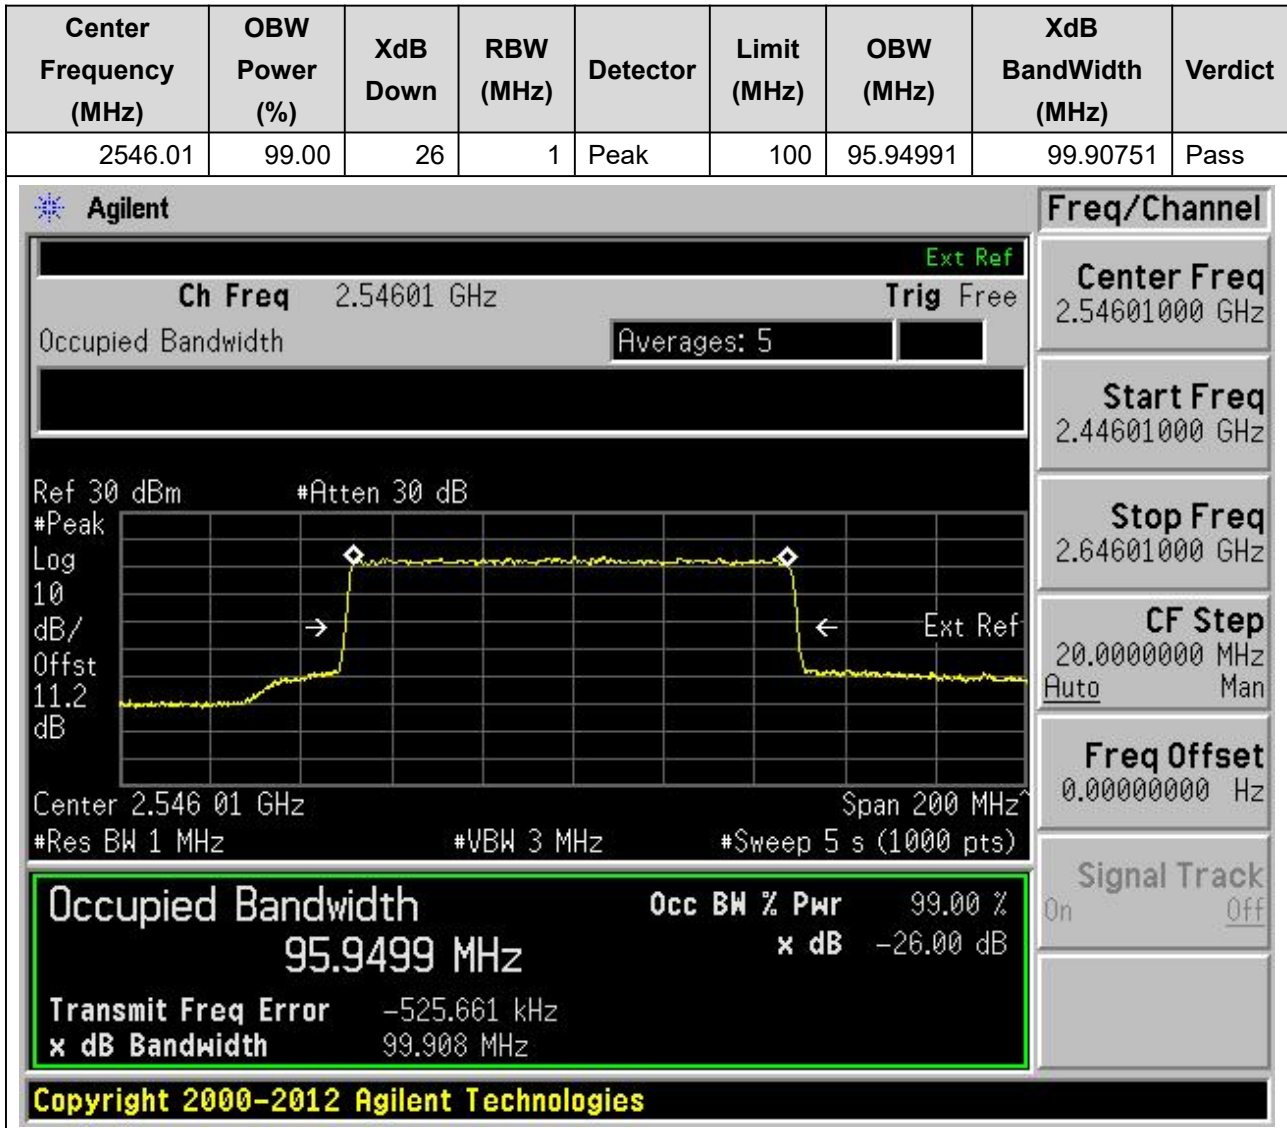 Center Frequency (MHz) OBW Power (%) XdB Down RBW (MHz) Detector Limit (MHz) OBW (MHz) XdB BandWidth (MHz) Verdict
2546.01 99.00 26 1 Peak 100 95.94991 99.90751 Pass
Agilent
Freq/Channel
Ext Ref
Ch Freq 2.54601 GHz Trig Free
Occupied Bandwidth Averages: 5
Center Freq
2.54601000 GHz
Start Freq
2.44601000 GHz
Stop Freq
2.64601000 GHz
CF Step
20.0000000 MHz
Auto Man
Freq Offset
0.00000000 Hz
Signal Track
On Off
Ref 30 dBm #Atten 30 dB
#Peak
Log
10
dB/
Offst
11.2
dB
Ext Ref
Center 2.546 01 GHz Span 200 MHz^
#Res BW 1 MHz #VBW 3 MHz #Sweep 5 s (1000 pts)
Occupied Bandwidth Occ BW % Pwr 99.00 %
95.9499 MHz x dB -26.00 dB
Transmit Freq Error -525.661 kHz
x dB Bandwidth 99.908 MHz
Copyright 2000-2012 Agilent Technologies